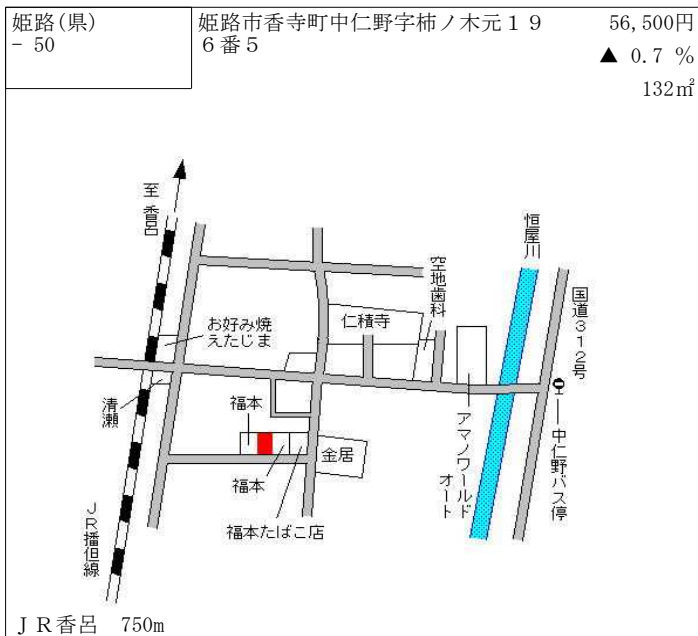 姫路(県)
- 50
姫路市香寺町中仁野字柿ノ木元１９
６番５
56,500円
▲ 0.7 %
132㎡
至 香呂
恒屋川
空地歯科
国道３１２号
仁積寺
お好み焼
えたじま
清瀬
福本
福本
福本たばこ店
金居
アマノワールド
オート
中仁野バス停
ＪＲ播但線
ＪＲ香呂 750m